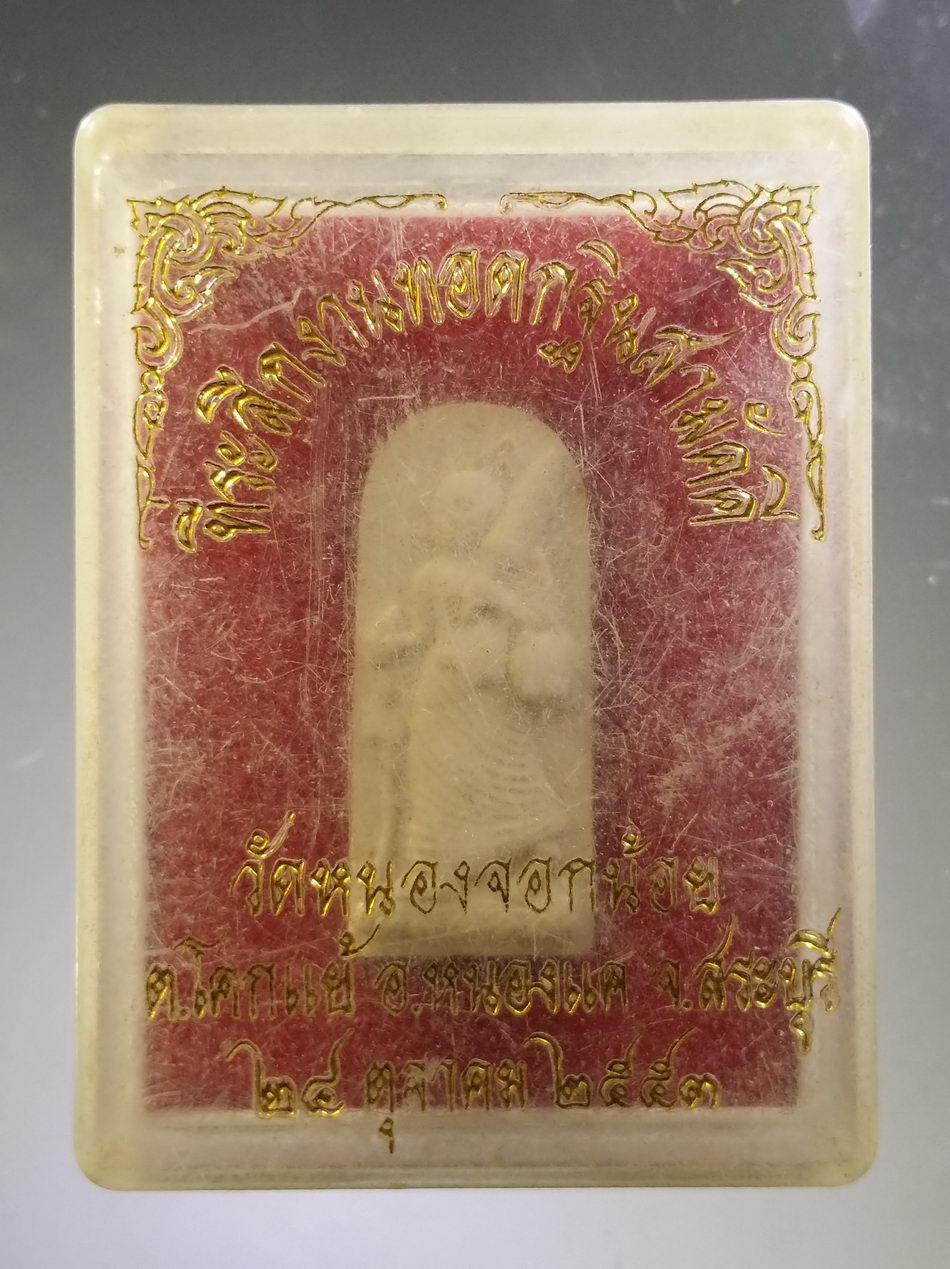 ที่ระลึกงานทอดกฐินสามัคคี
วัดหนองจอกน้อย
ต.โคกแย้ อ.หนองแค จ.สระบุรี
๒๔ ตุลาคม ๒๕๕๓